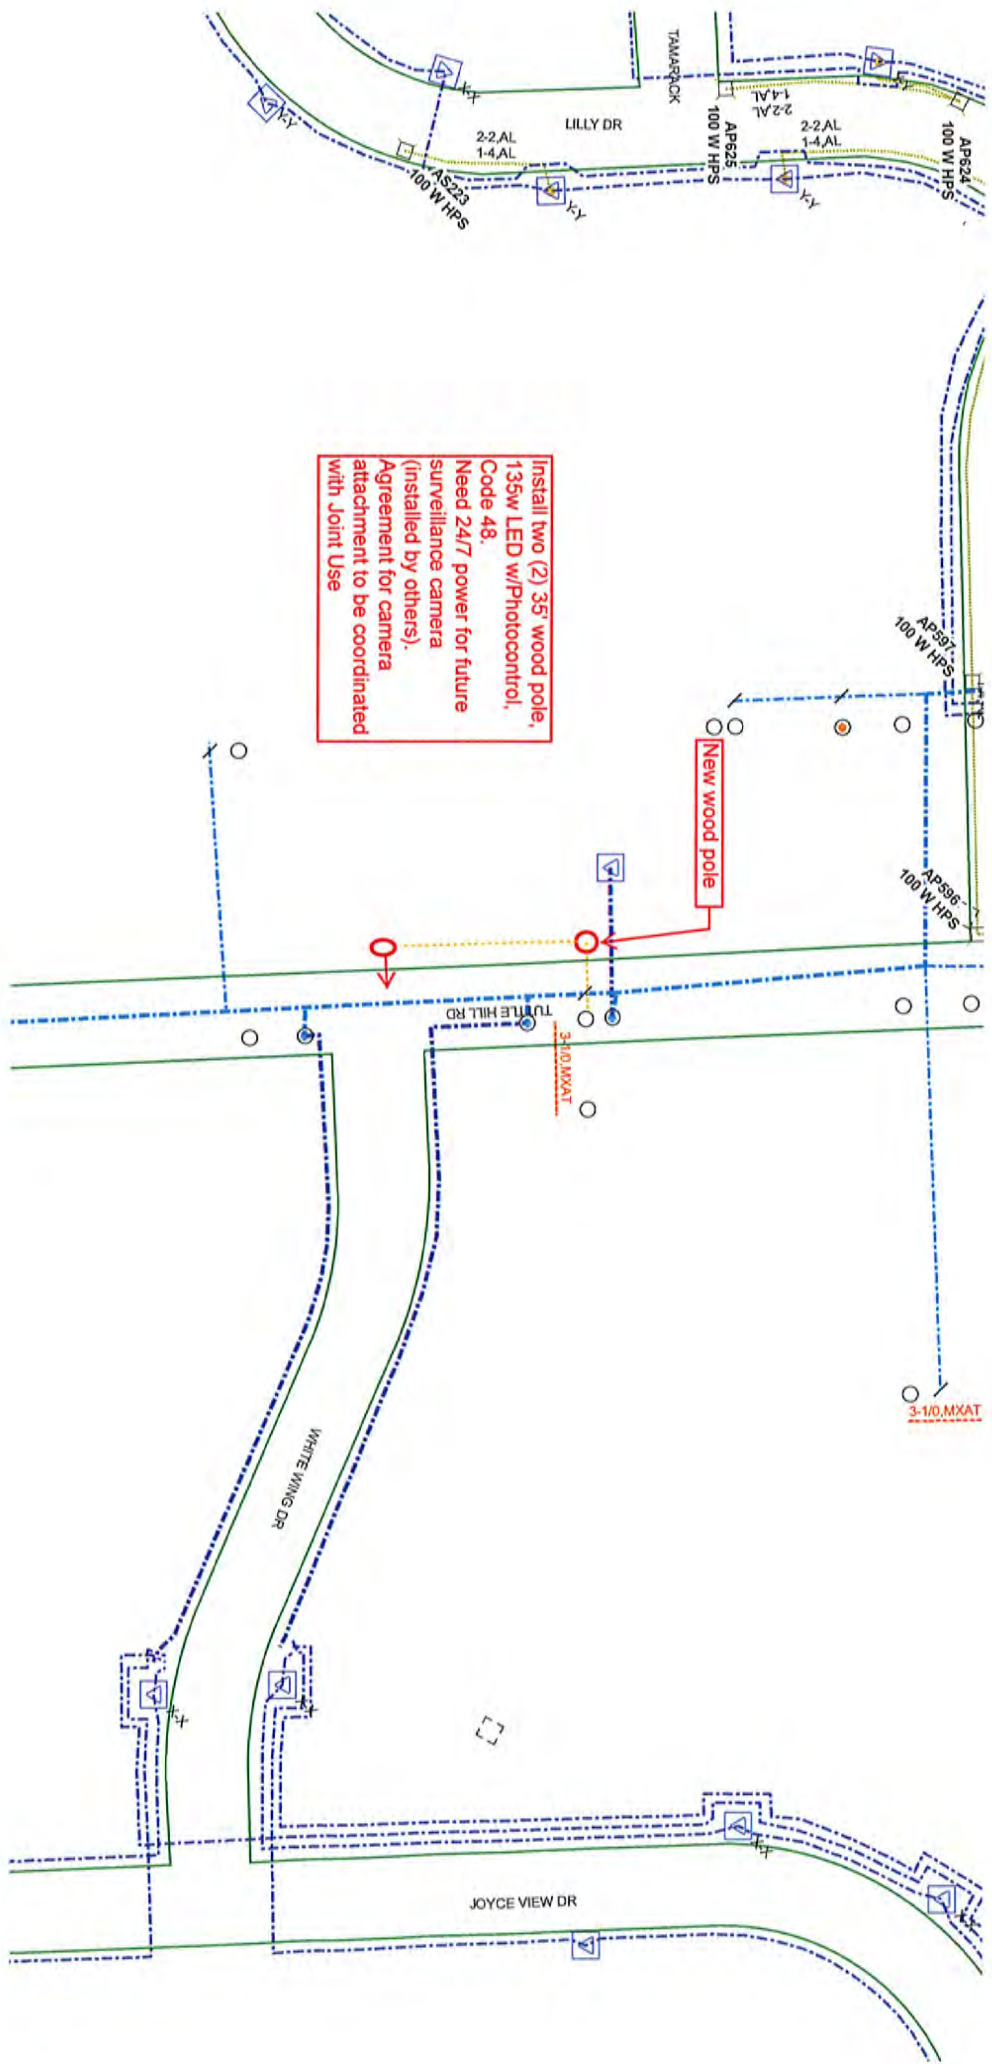 TAMARACK
LILLY DR
2-2,AL
1-4,AL
AP625
100 W HPS
2-2,AL
1-4,AL
AP624
100 W HPS
2-2,AL
1-4,AL
AS223
100 W HPS
X-X
Y-Y
Y-Y
Y-Y
Install two (2) 35' wood pole,
135w LED w/Photocontrol,
Code 48.
Need 24/7 power for future
surveillance camera
(installed by others).
Agreement for camera
attachment to be coordinated
with Joint Use
New wood pole
AP597
100 W HPS
AP596
100 W HPS
TUTTLE HILL RD
3-1/0,MXAT
3-1/0,MXAT
WHITE WING DR
X-X
X-X
JOYCE VIEW DR